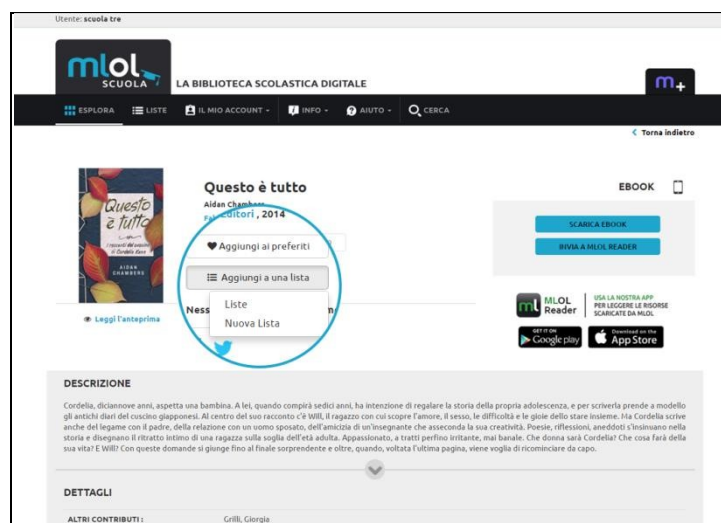 Utente: scuola tre
mlol
SCUOLA
LA BIBLIOTECA SCOLASTICA DIGITALE
m+
ESPLORA LISTE IL MIO ACCOUNT INFO AIUTO CERCA
Torna indietro
Questo
è tutto
AIDAN
CHAMBERS
Leggi l'anteprima
Questo è tutto
Aidan Chambers
Editori , 2014
Aggiungi ai preferiti
Aggiungi a una lista
Liste
Nuova Lista
Ness
EBOOK
SCARICA EBOOK
INVIA A MLOL READER
ml MLOL Reader
USA LA NOSTRA APP
PER LEGGERE LE RISORSE
SCARICATE DA MLOL
GET IT ON
Google play
Download on the
App Store
DESCRIZIONE
Cordelia, diciannove anni, aspetta una bambina. A lei, quando compirà sedici anni, ha intenzione di regalare la storia della propria adolescenza, e per scriverla prende a modello
gli antichi diari del cuscino giapponesi. Al centro del suo racconto c'è Will, il ragazzo con cui scopre l'amore, il sesso, le difficoltà e le gioie dello stare insieme. Ma Cordelia scrive
anche del legame con il padre, della relazione con un uomo sposato, dell'amicizia di un'insegnante che asseconda la sua creatività. Poesie, riflessioni, aneddoti s'insinuano nella
storia e disegnano il ritratto intimo di una ragazza sulla soglia dell'età adulta. Appassionato, a tratti perfino irritante, mai banale. Che donna sarà Cordelia? Che cosa farà della
sua vita? E Will? Con queste domande si giunge fino al finale sorprendente e oltre, quando, voltata l'ultima pagina, viene voglia di ricominciare da capo.
DETTAGLI
ALTRI CONTRIBUTI : Grilli, Giorgia